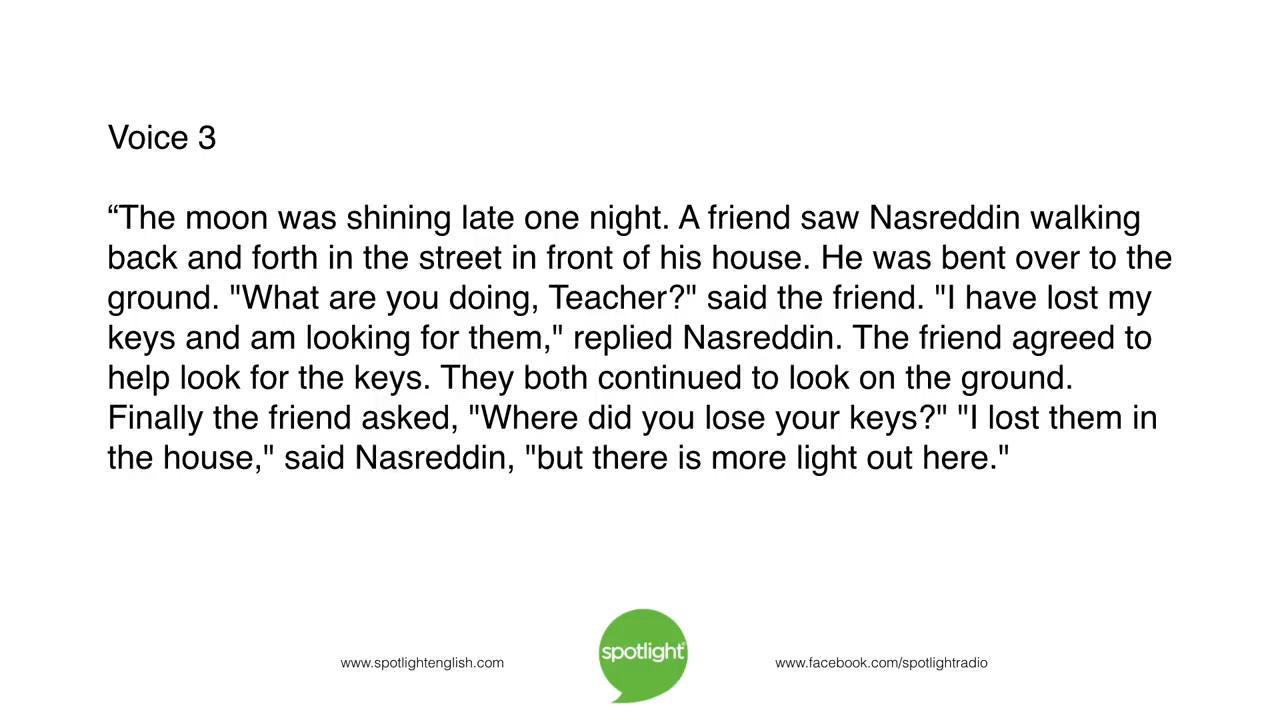 Voice 3
“The moon was shining late one night. A friend saw Nasreddin walking
back and forth in the street in front of his house. He was bent over to the
ground. "What are you doing, Teacher?" said the friend. "I have lost my
keys and am looking for them," replied Nasreddin. The friend agreed to
help look for the keys. They both continued to look on the ground.
Finally the friend asked, "Where did you lose your keys?" "I lost them in
the house," said Nasreddin, "but there is more light out here."
www.spotlightenglish.com
spotlight
www.facebook.com/spotlightradio